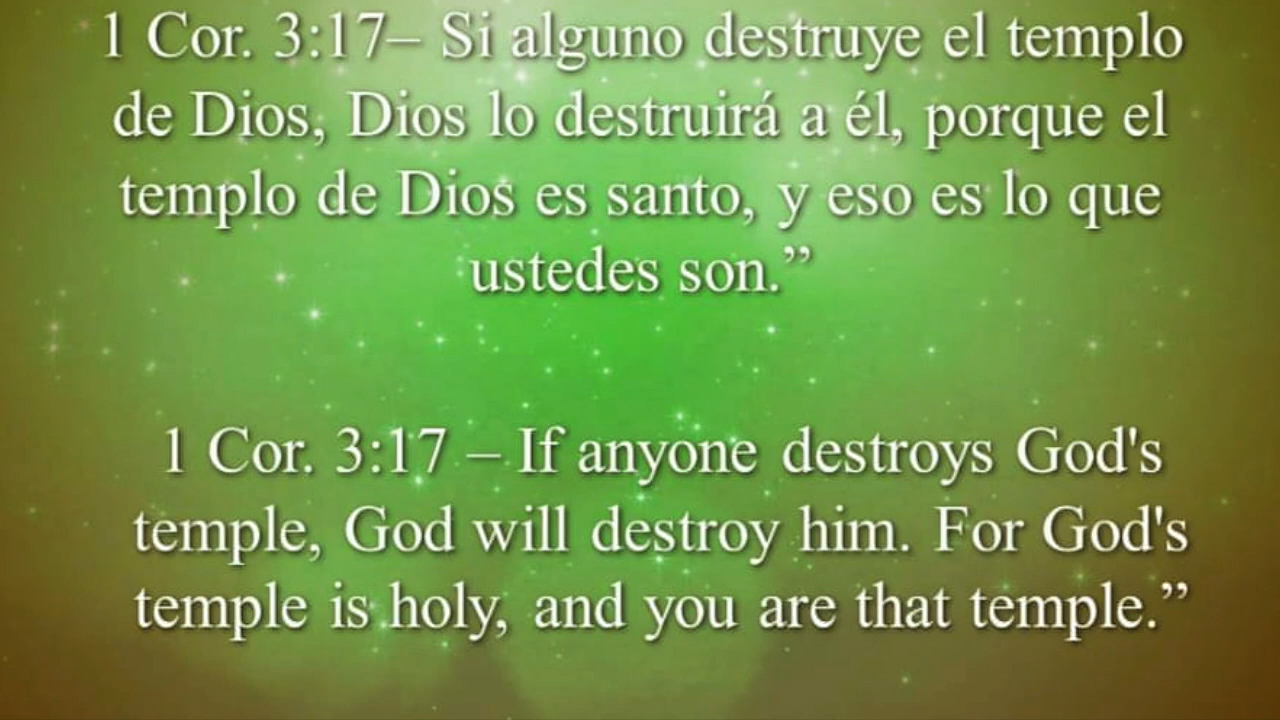 1 Cor. 3:17– Si alguno destruye el templo
de Dios, Dios lo destruirá a él, porque el
templo de Dios es santo, y eso es lo que
ustedes son.”
1 Cor. 3:17 – If anyone destroys God's
temple, God will destroy him. For God's
temple is holy, and you are that temple.”